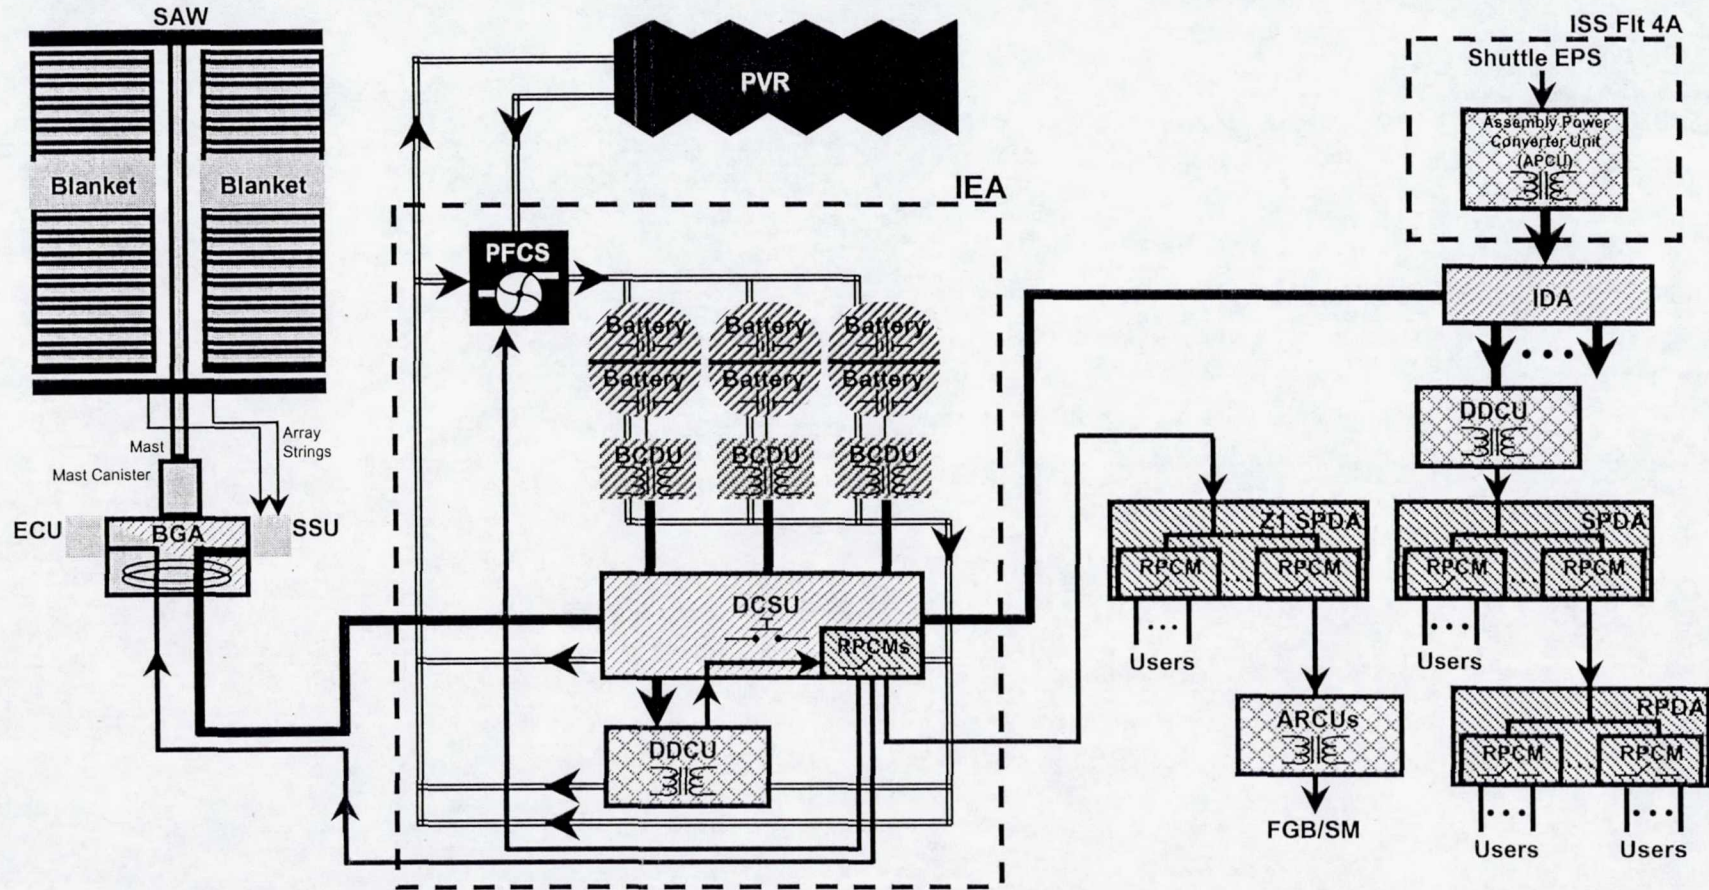 SAW
Blanket
Blanket
Mast
Array
Strings
Mast Canister
ECU
BGA
SSU
PVR
IEA
PFCS
Battery
Battery
Battery
Battery
Battery
Battery
BCDU
BCDU
BCDU
DCSU
RPCMs
DDCU
ISS Flt 4A
Shuttle EPS
Assembly Power
Converter Unit
(APCU)
IDA
•••
DDCU
Z1 SPDA
RPCM
...
RPCM
...
Users
ARCUs
FGB/SM
SPDA
RPCM
...
RPCM
...
Users
RPDA
RPCM
...
RPCM
...
Users
...
Users